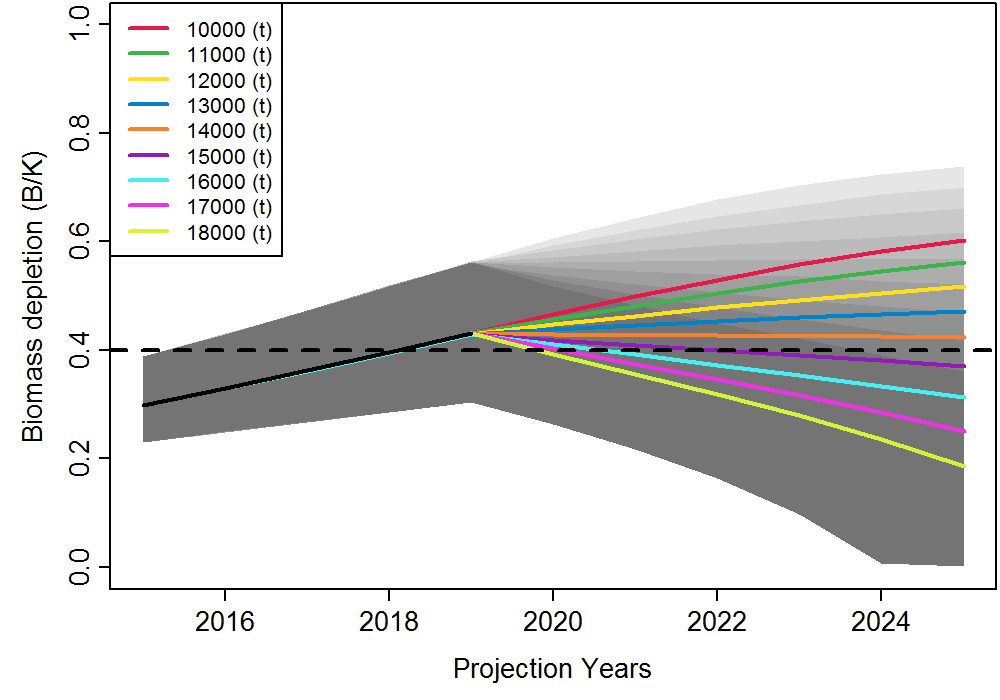 10000 (t)
11000 (t)
12000 (t)
13000 (t)
14000 (t)
15000 (t)
16000 (t)
17000 (t)
18000 (t)
Biomass depletion (B/K)
1.0
0.8
0.6
0.4
0.2
0.0
2016 2018 2020 2022 2024
Projection Years